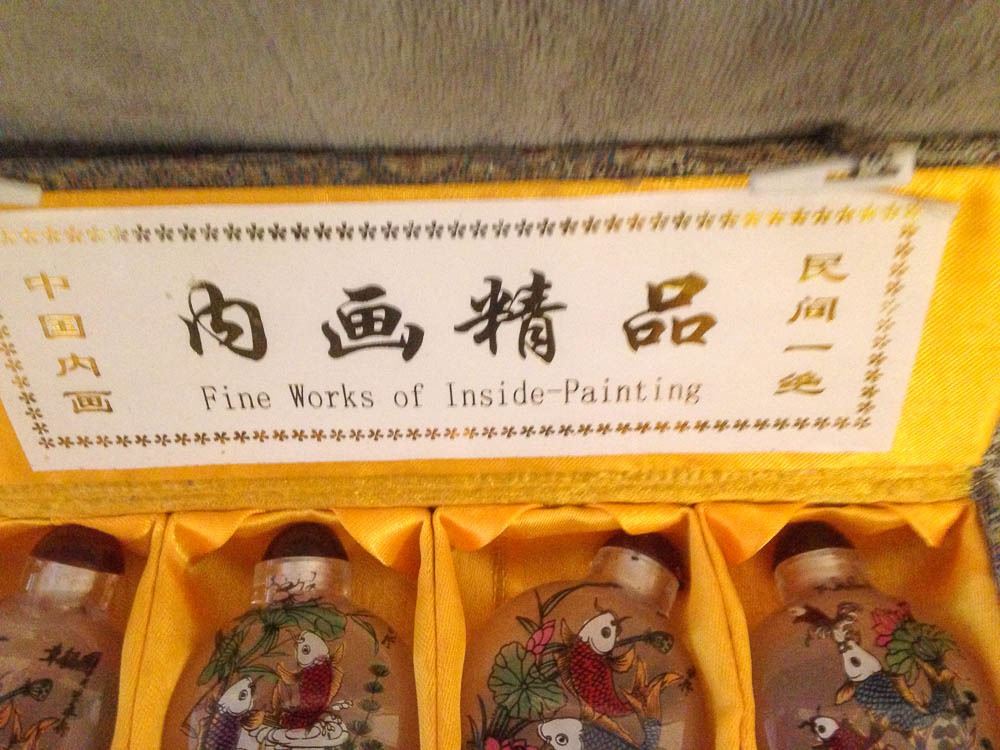 中国内画
内画精品
Fine Works of Inside-Painting
民间一绝